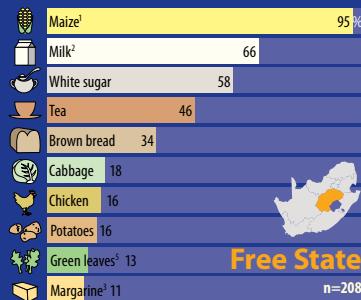 Maize¹ 95%
Milk² 66
White sugar 58
Tea 46
Brown bread 34
Cabbage 18
Chicken 16
Potatoes 16
Green leaves⁵ 13
Free State
Margarine³ 11
n=208